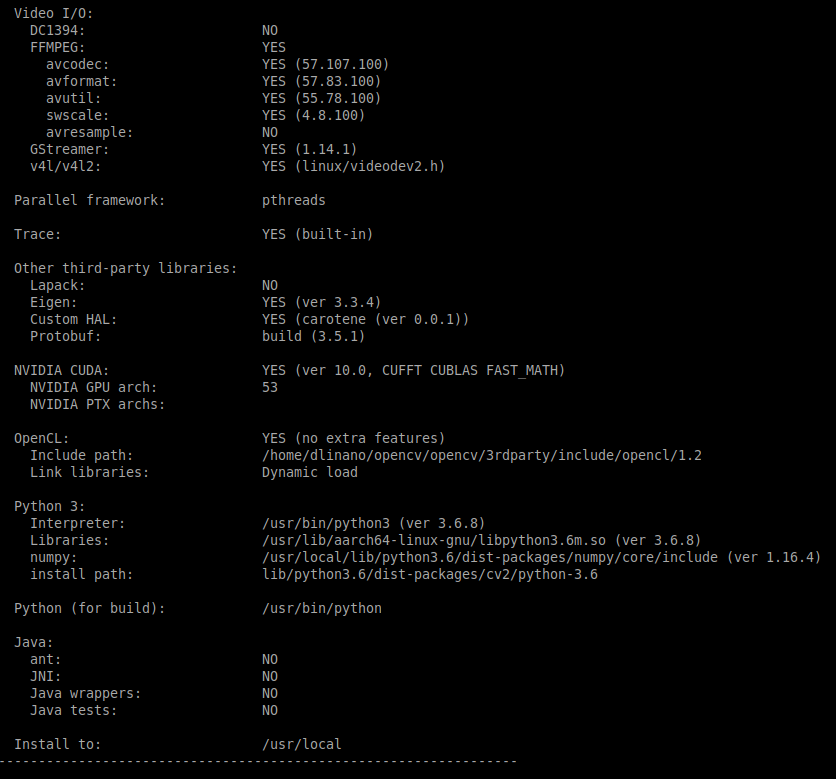 Video I/O:
DC1394: NO
FFMPEG: YES
avcodec: YES (57.107.100)
avformat: YES (57.83.100)
avutil: YES (55.78.100)
swscale: YES (4.8.100)
avresample: NO
GStreamer: YES (1.14.1)
v4l/v4l2: YES (linux/videodev2.h)
Parallel framework: pthreads
Trace: YES (built-in)
Other third-party libraries:
Lapack: NO
Eigen: YES (ver 3.3.4)
Custom HAL: YES (carotene (ver 0.0.1))
Protobuf: build (3.5.1)
NVIDIA CUDA: YES (ver 10.0, CUFFT CUBLAS FAST_MATH)
NVIDIA GPU arch: 53
NVIDIA PTX archs:
OpenCL: YES (no extra features)
Include path: /home/dlinano/opencv/opencv/3rdparty/include/opencl/1.2
Link libraries: Dynamic load
Python 3:
Interpreter: /usr/bin/python3 (ver 3.6.8)
Libraries: /usr/lib/aarch64-linux-gnu/libpython3.6m.so (ver 3.6.8)
numpy: /usr/local/lib/python3.6/dist-packages/numpy/core/include (ver 1.16.4)
install path: lib/python3.6/dist-packages/cv2/python-3.6
Python (for build): /usr/bin/python
Java:
ant: NO
JNI: NO
Java wrappers: NO
Java tests: NO
Install to: /usr/local
-----------------------------------------------------------------